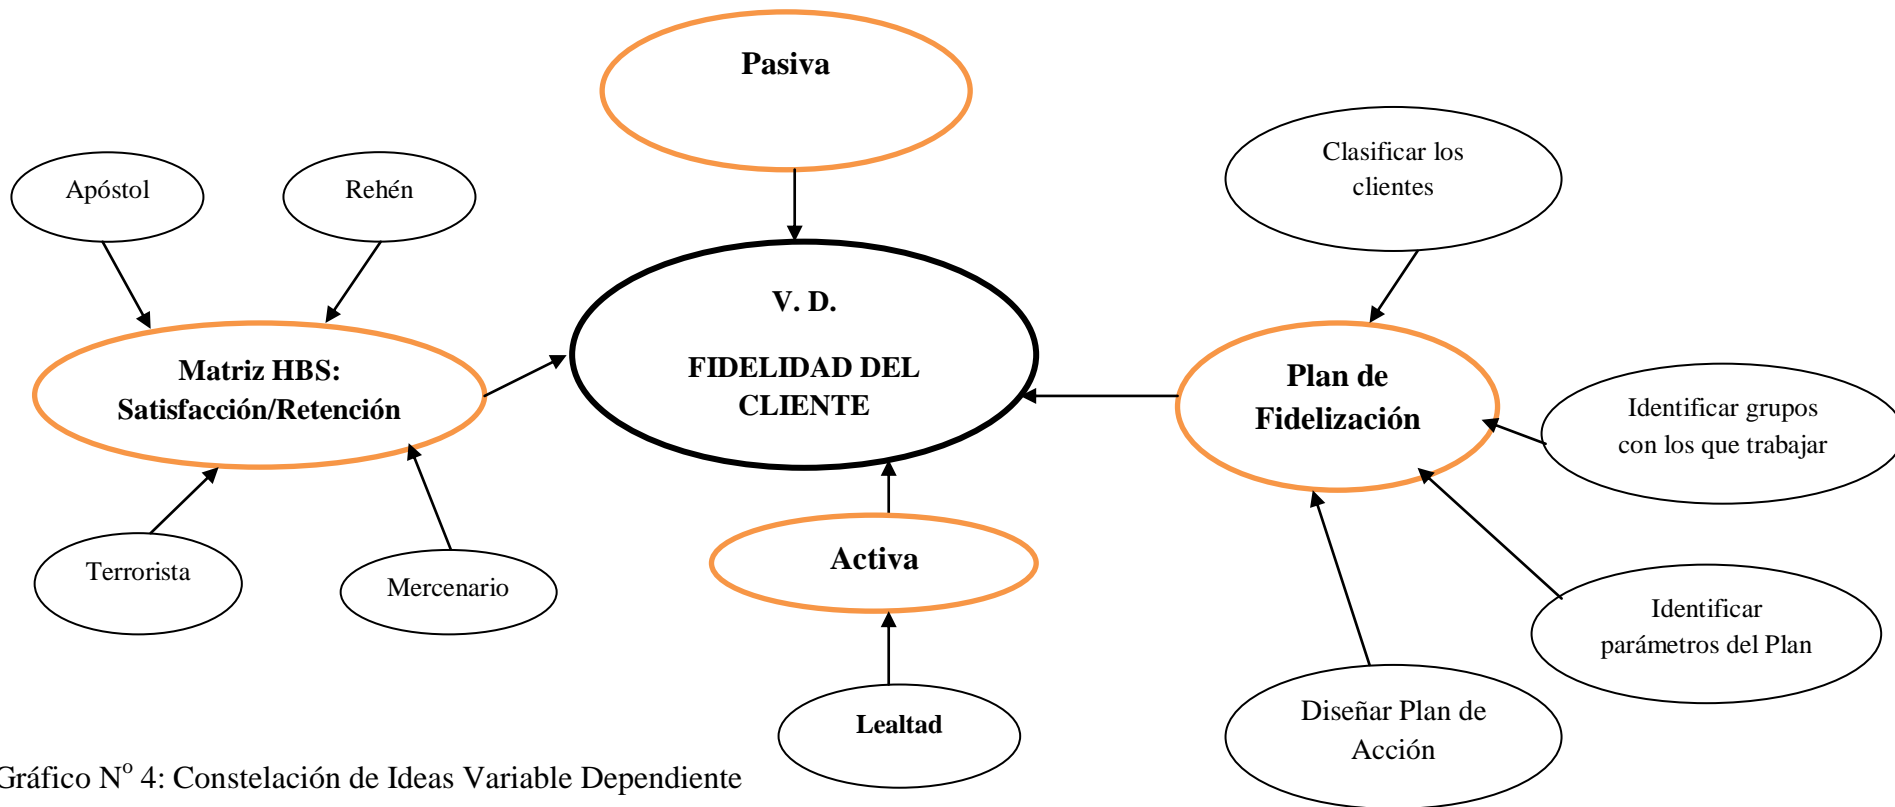 Pasiva
Clasificar los
clientes
Apóstol
Rehén
V. D.
FIDELIDAD DEL
CLIENTE
Matriz HBS:
Satisfacción/Retención
Plan de
Fidelización
Identificar grupos
con los que trabajar
Activa
Terrorista
Mercenario
Identificar
parámetros del Plan
Lealtad
Diseñar Plan de
Acción
Gráfico Nº 4: Constelación de Ideas Variable Dependiente